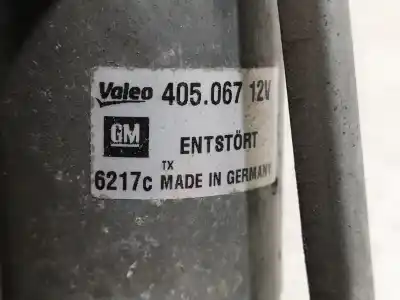 Valeo 405.067 12V
GM ENTSTÖRT
TX
6217c MADE IN GERMANY